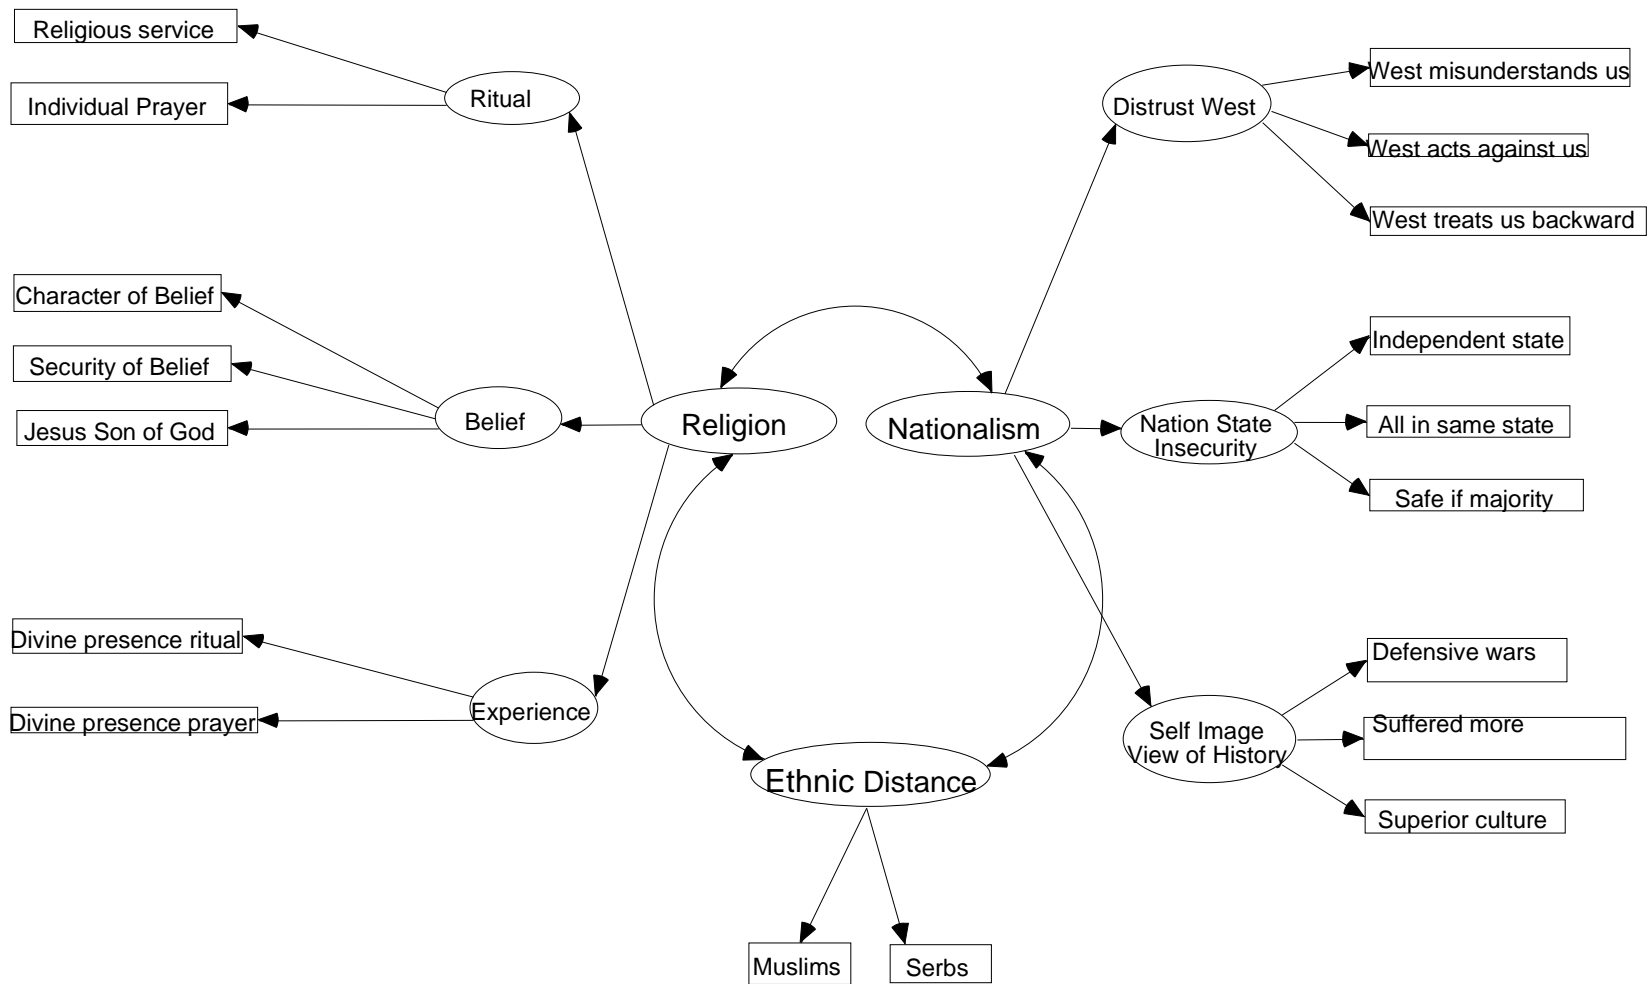 Religious service
Individual Prayer
Ritual
Distrust West
West misunderstands us
West acts against us
West treats us backward
Character of Belief
Security of Belief
Jesus Son of God
Belief
Religion
Nationalism
Nation State
Insecurity
Independent state
All in same state
Safe if majority
Divine presence ritual
Divine presence prayer
Experience
Ethnic Distance
Self Image
View of History
Defensive wars
Suffered more
Superior culture
Muslims
Serbs